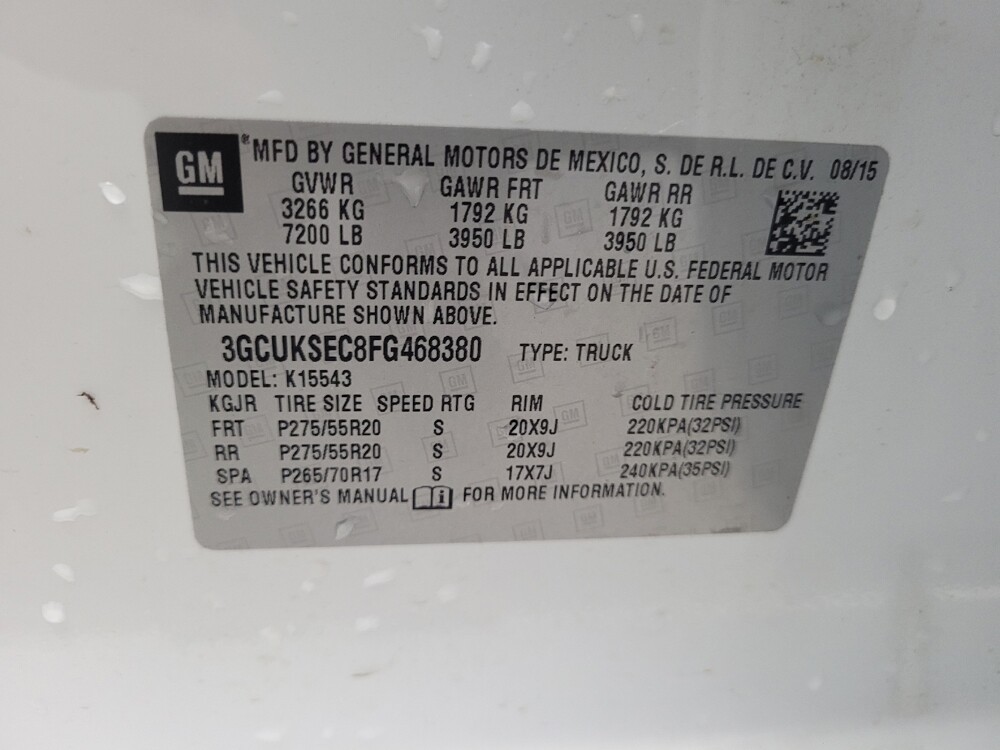 GM ® MFD BY GENERAL MOTORS DE MEXICO, S. DE R.L. DE C.V. 08/15
GVWR GAWR FRT GAWR RR
3266 KG 1792 KG 1792 KG
7200 LB 3950 LB 3950 LB
THIS VEHICLE CONFORMS TO ALL APPLICABLE U.S. FEDERAL MOTOR
VEHICLE SAFETY STANDARDS IN EFFECT ON THE DATE OF
MANUFACTURE SHOWN ABOVE.
3GCUKSEC8FG468380 TYPE: TRUCK
MODEL: K15543
KGJR TIRE SIZE SPEED RTG RIM COLD TIRE PRESSURE
FRT P275/55R20 S 20X9J 220KPA(32PSI)
RR P275/55R20 S 20X9J 220KPA(32PSI)
SPA P265/70R17 S 17X7J 240KPA(35PSI)
SEE OWNER'S MANUAL i FOR MORE INFORMATION.